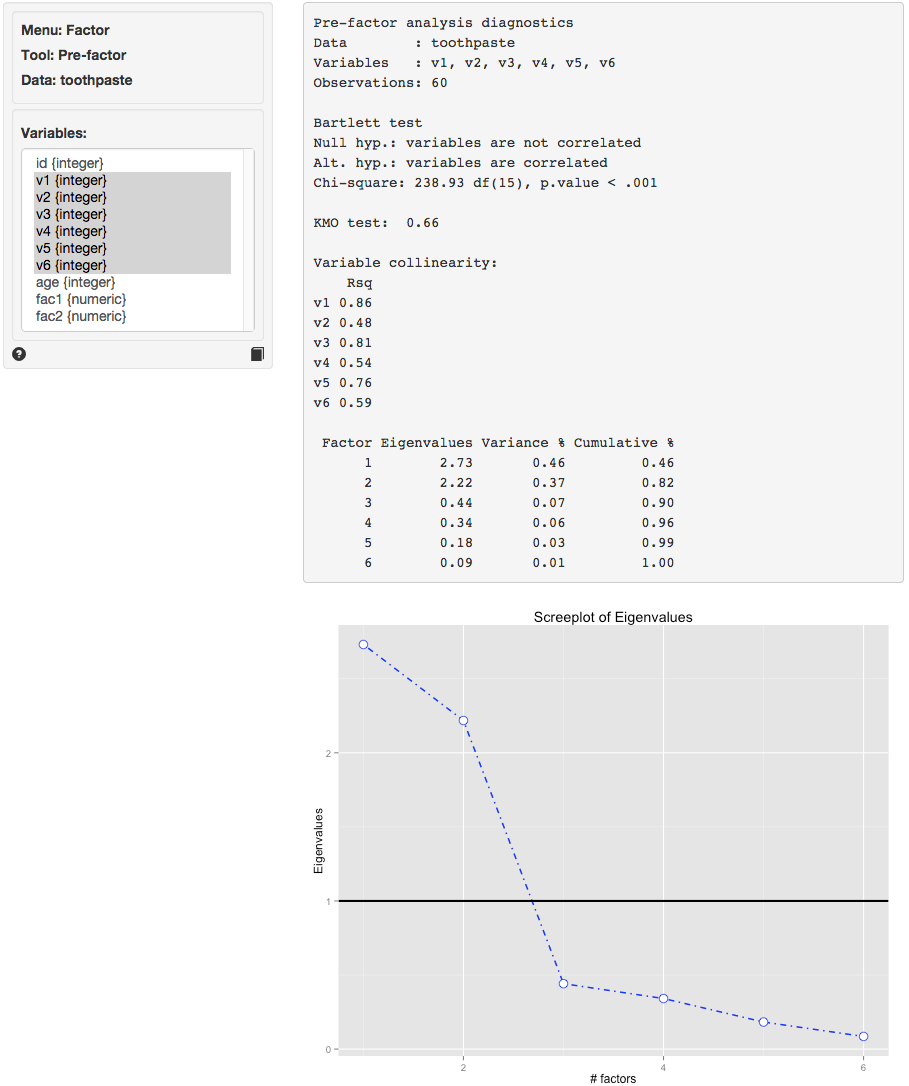 Menu: Factor
Tool: Pre-factor
Data: toothpaste
Variables:
id {integer}
v1 {integer}
v2 {integer}
v3 {integer}
v4 {integer}
v5 {integer}
v6 {integer}
age {integer}
fac1 {numeric}
fac2 {numeric}
?
Pre-factor analysis diagnostics
Data : toothpaste
Variables : v1, v2, v3, v4, v5, v6
Observations: 60
Bartlett test
Null hyp.: variables are not correlated
Alt. hyp.: variables are correlated
Chi-square: 238.93 df(15), p.value < .001
KMO test: 0.66
Variable collinearity:
Rsq
v1 0.86
v2 0.48
v3 0.81
v4 0.54
v5 0.76
v6 0.59
Factor Eigenvalues Variance % Cumulative %
1 2.73 0.46 0.46
2 2.22 0.37 0.82
3 0.44 0.07 0.90
4 0.34 0.06 0.96
5 0.18 0.03 0.99
6 0.09 0.01 1.00
Screeplot of Eigenvalues
Eigenvalues
2
1
0
2 4 6
# factors